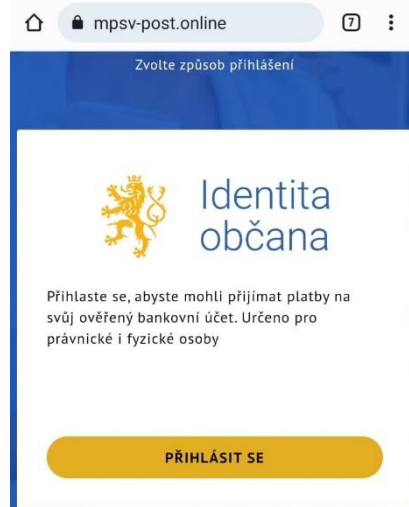 mpsv-post.online
7
Zvolte způsob přihlášení
Identita
občana
Přihlaste se, abyste mohli přijímat platby na
svůj ověřený bankovní účet. Určeno pro
právnické i fyzické osoby
PŘIHLÁSIT SE